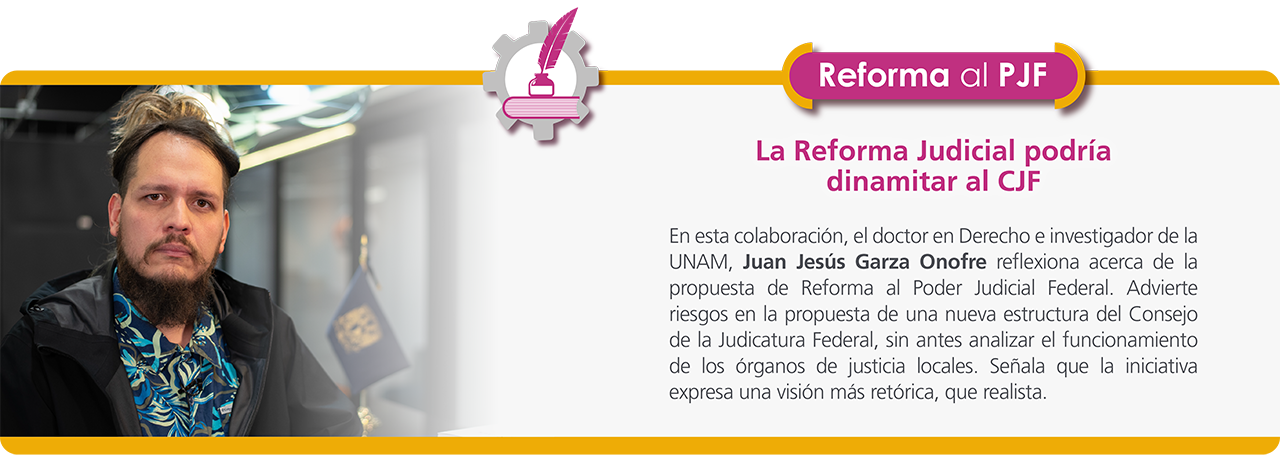 Reforma al PJF
La Reforma Judicial podría
dinamitar al CJF
En esta colaboración, el doctor en Derecho e investigador de la
UNAM, Juan Jesús Garza Onofre reflexiona acerca de la
propuesta de Reforma al Poder Judicial Federal. Advierte
riesgos en la propuesta de una nueva estructura del Consejo
de la Judicatura Federal, sin antes analizar el funcionamiento
de los órganos de justicia locales. Señala que la iniciativa
expresa una visión más retórica, que realista.